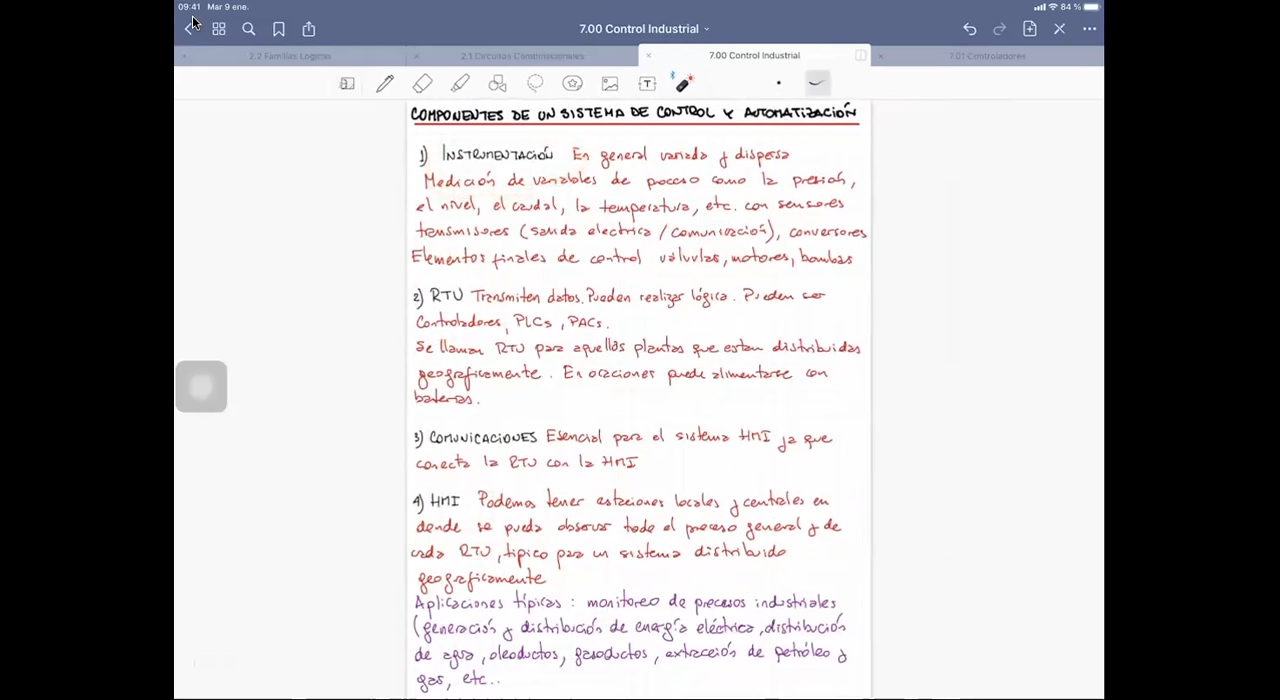 09:41 Mar 9 ene. 84 %
7.00 Control Industrial
2.2 Familias Lógicas 2.1 Circuitos Combinacionales 7.00 Control Industrial 7.01 Controladores
COMPONENTES DE UN SISTEMA DE CONTROL Y AUTOMATIZACIÓN
1) INSTRUMENTACIÓN En general variada y dispersa
Medición de variables de proceso como la presión,
el nivel, el caudal, la temperatura, etc. con sensores
transmisores (salida electrica / comunicación), conversores
Elementos finales de control válvulas, motores, bombas
2) RTU Transmiten datos. Pueden realizar lógica. Pueden ser
Controladores, PLCs, PACs.
Se llaman RTU para aquellas plantas que estan distribuidas
geograficamente. En ocaciones puede alimentarse con
baterias.
3) COMUNICACIONES Esencial para el sistema HMI ya que
conecta la RTU con la HMI
4) HMI Podemos tener estaciones locales y centrales en
donde se pueda observar todo el proceso general y de
cada RTU, tipico para un sistema distribuido
geograficamente
Aplicaciones típicas : monitoreo de procesos industriales
(generación y distribución de energía eléctrica, distribución
de agua, oleoductos, gasoductos, extracción de petróleo y
gas, etc..